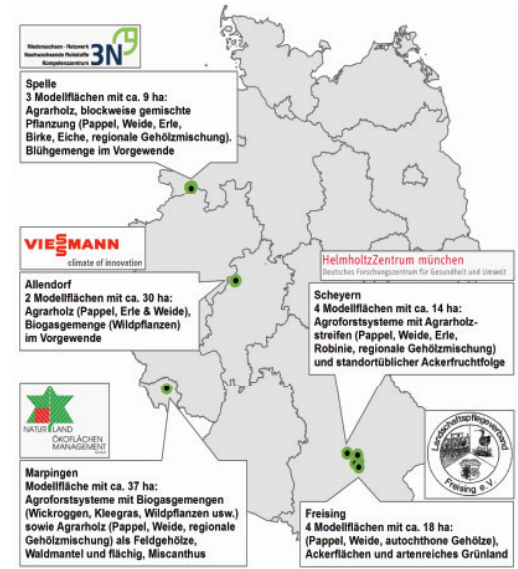 Niedersachsen - Netzwerk
Nachwachsende Rohstoffe
Kompetenzzentrum
3N
Spelle
3 Modellflächen mit ca. 9 ha:
Agrarholz, blockweise gemischte
Pflanzung (Pappel, Weide, Erle,
Birke, Eiche, regionale Gehölzmischung).
Blühgemenge im Vorgewende
VIESSMANN
climate of innovation
Allendorf
2 Modellflächen mit ca. 30 ha:
Agrarholz (Pappel, Erle & Weide),
Biogasgemenge (Wildpflanzen)
im Vorgewende
HelmholtzZentrum münchen
Deutsches Forschungszentrum für Gesundheit und Umwelt
Scheyern
4 Modellflächen mit ca. 14 ha:
Agroforstsysteme mit Agrarholz-
streifen (Pappel, Weide, Erle,
Robinie, regionale Gehölzmischung)
und standortüblicher Ackerfruchtfolge
NATURLAND
ÖKOFLÄCHEN
MANAGEMENT
Marpingen
Modellfläche mit ca. 37 ha:
Agroforstsysteme mit Biogasgemengen
(Wickroggen, Kleegras, Wildpflanzen usw.)
sowie Agrarholz (Pappel, Weide, regionale
Gehölzmischung) als Feldgehölze,
Waldmantel und flächig, Miscanthus
Landschaftspflegeverband
Freising e.V.
Freising
4 Modellflächen mit ca. 18 ha:
(Pappel, Weide, autochthone Gehölze),
Ackerflächen und artenreiches Grünland